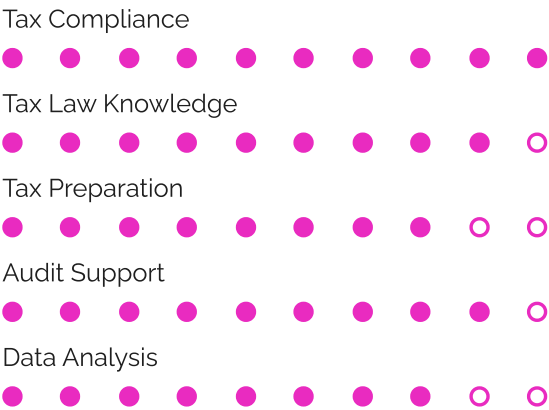 Tax Compliance
Tax Law Knowledge
Tax Preparation
Audit Support
Data Analysis